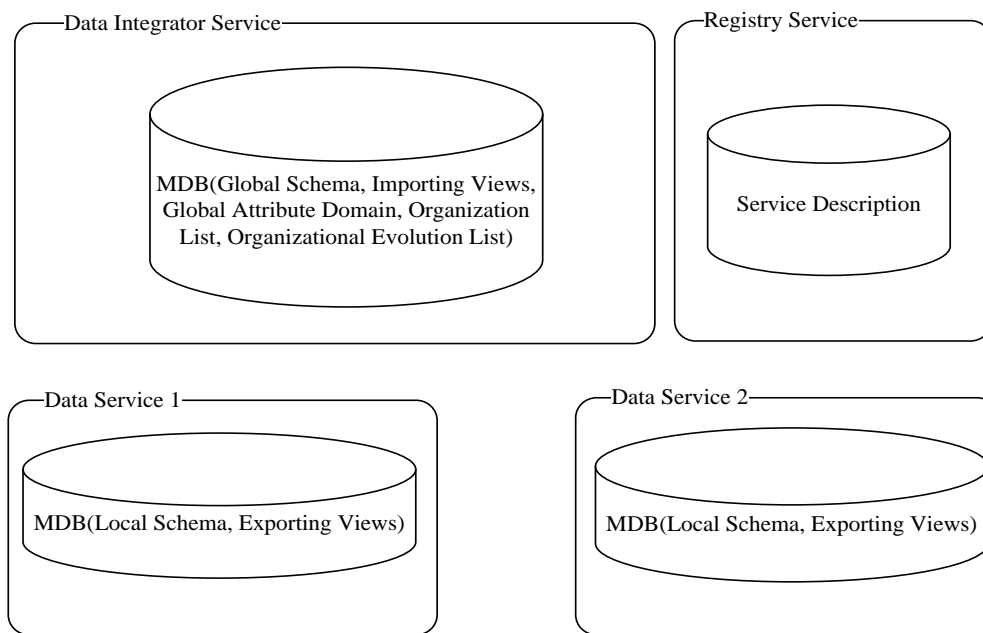 Data Integrator Service
MDB(Global Schema, Importing Views,
Global Attribute Domain, Organization
List, Organizational Evolution List)
Registry Service
Service Description
Data Service 1
MDB(Local Schema, Exporting Views)
Data Service 2
MDB(Local Schema, Exporting Views)